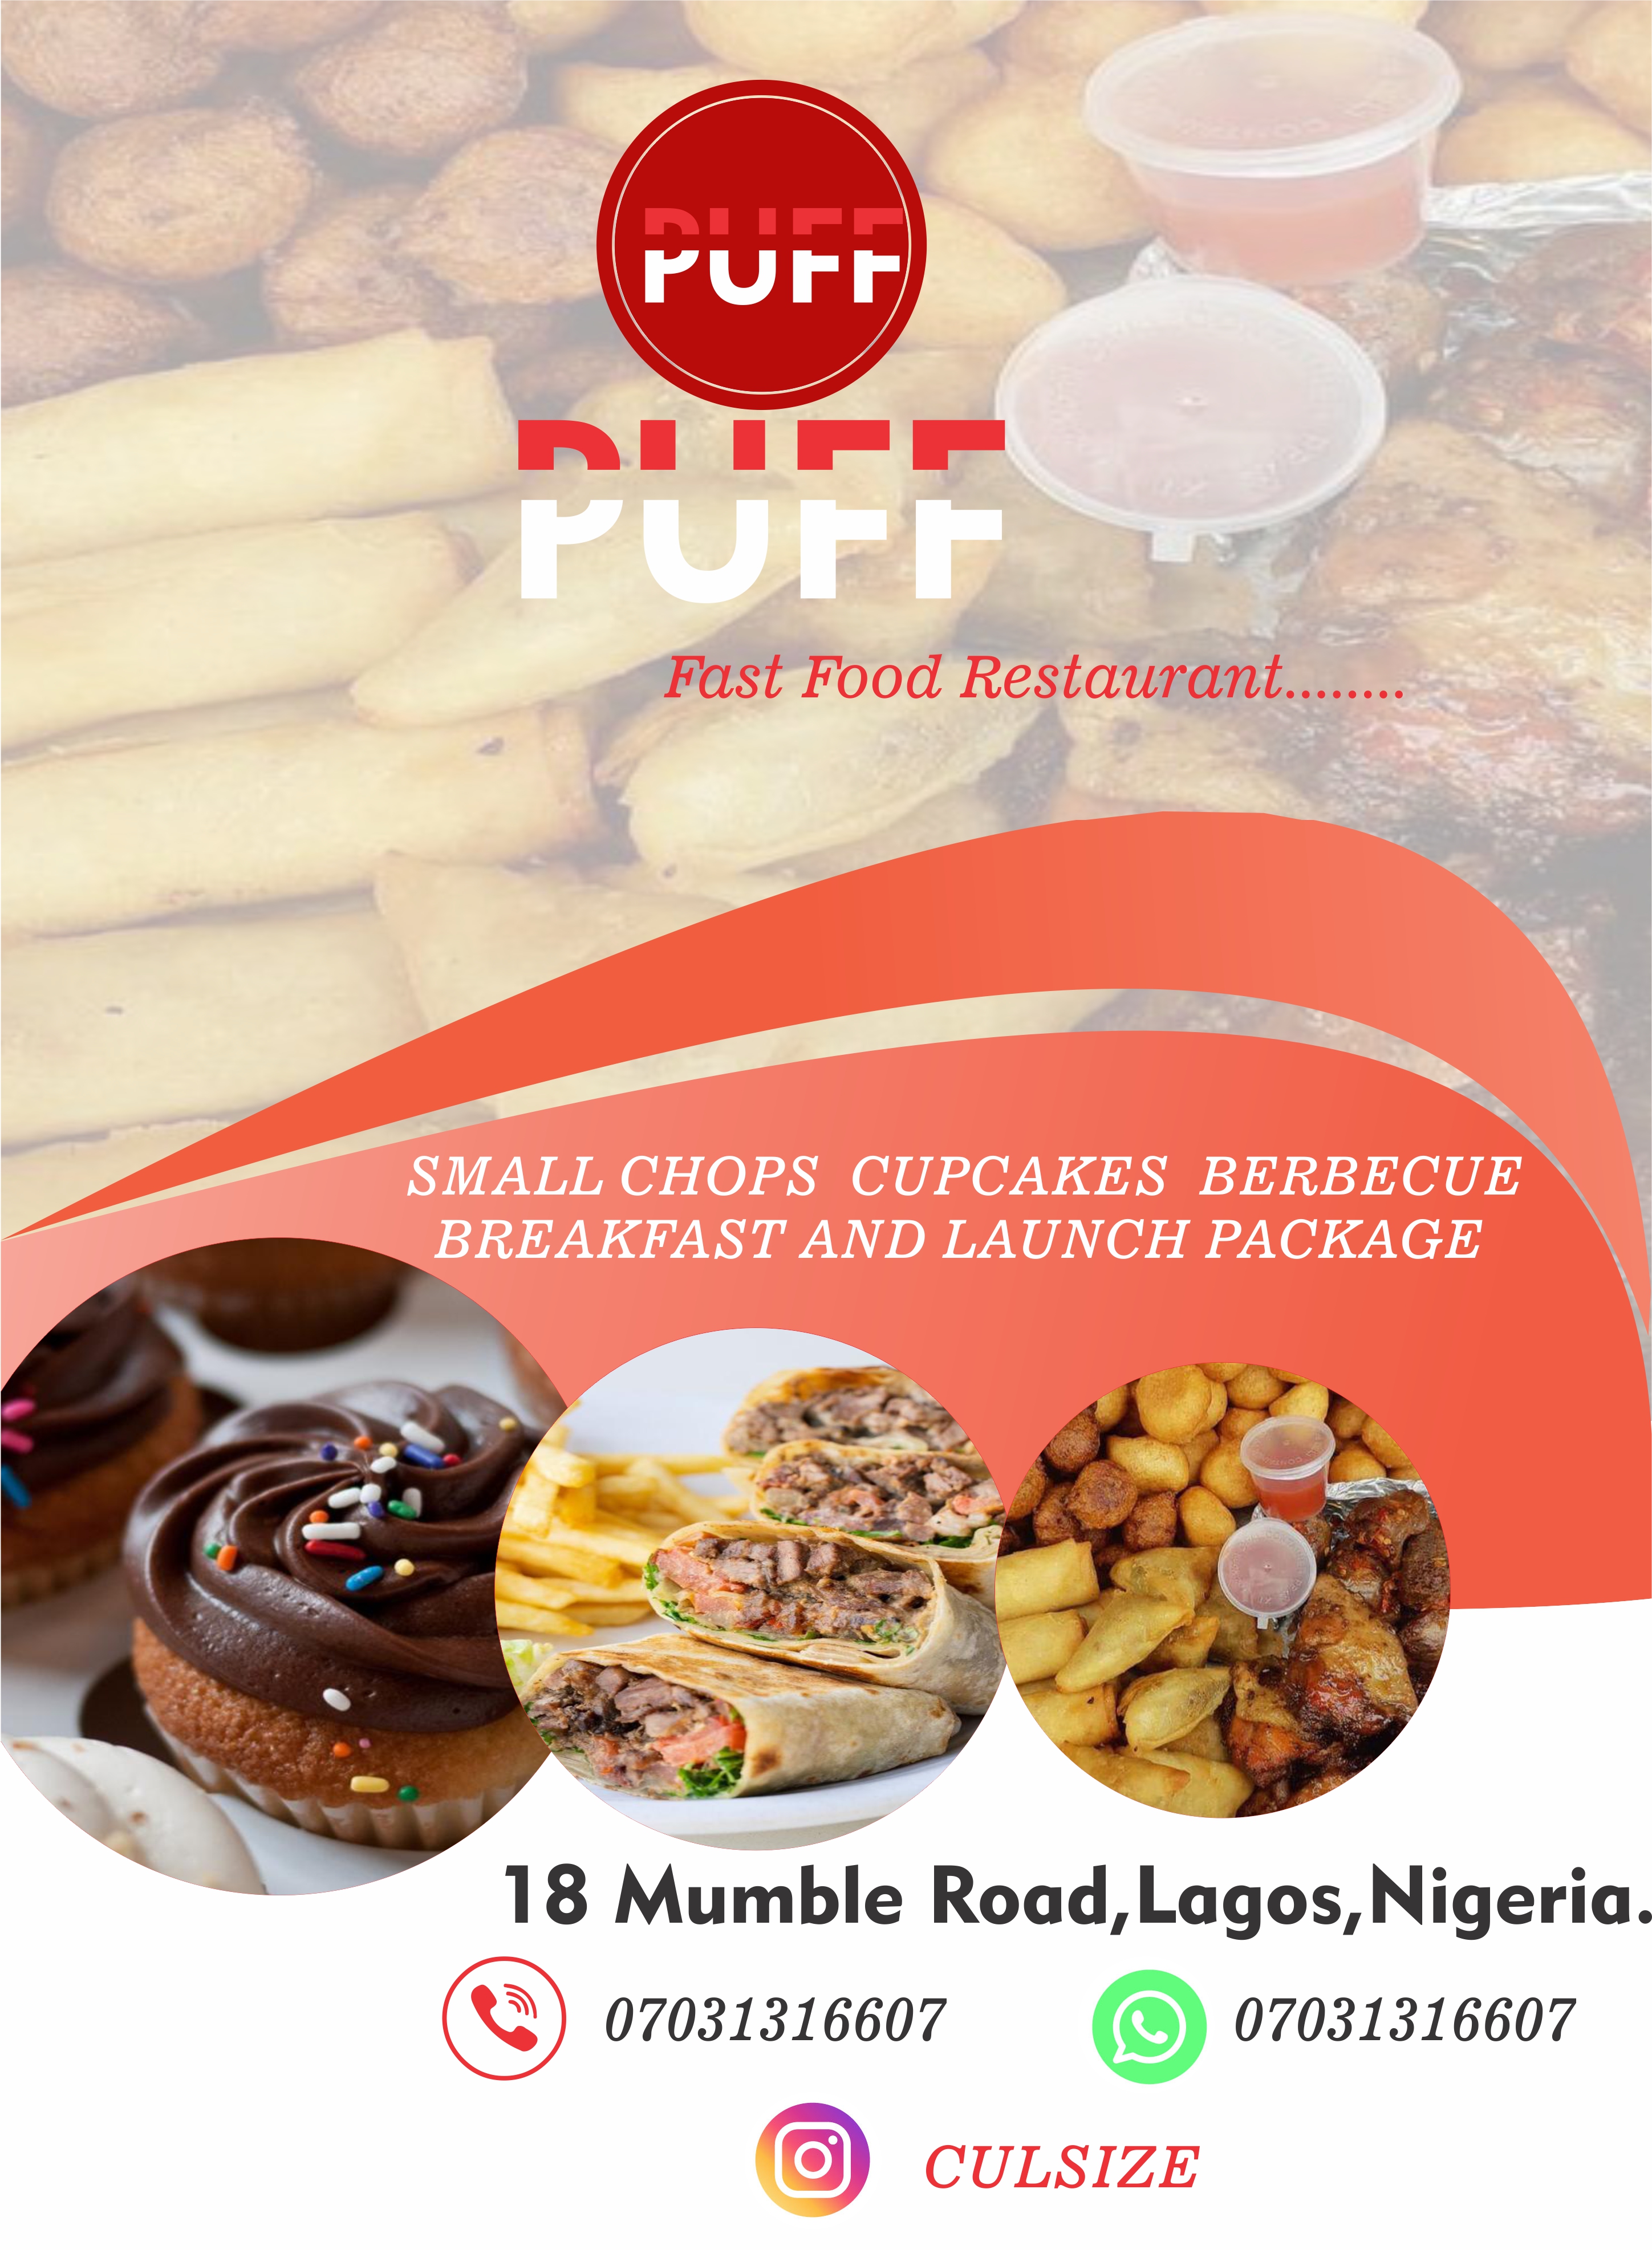 PUFF
PUFF
Fast Food Restaurant........
SMALL CHOPS CUPCAKES BERBECUE
BREAKFAST AND LAUNCH PACKAGE
18 Mumble Road,Lagos,Nigeria.
07031316607 07031316607
CULSIZE